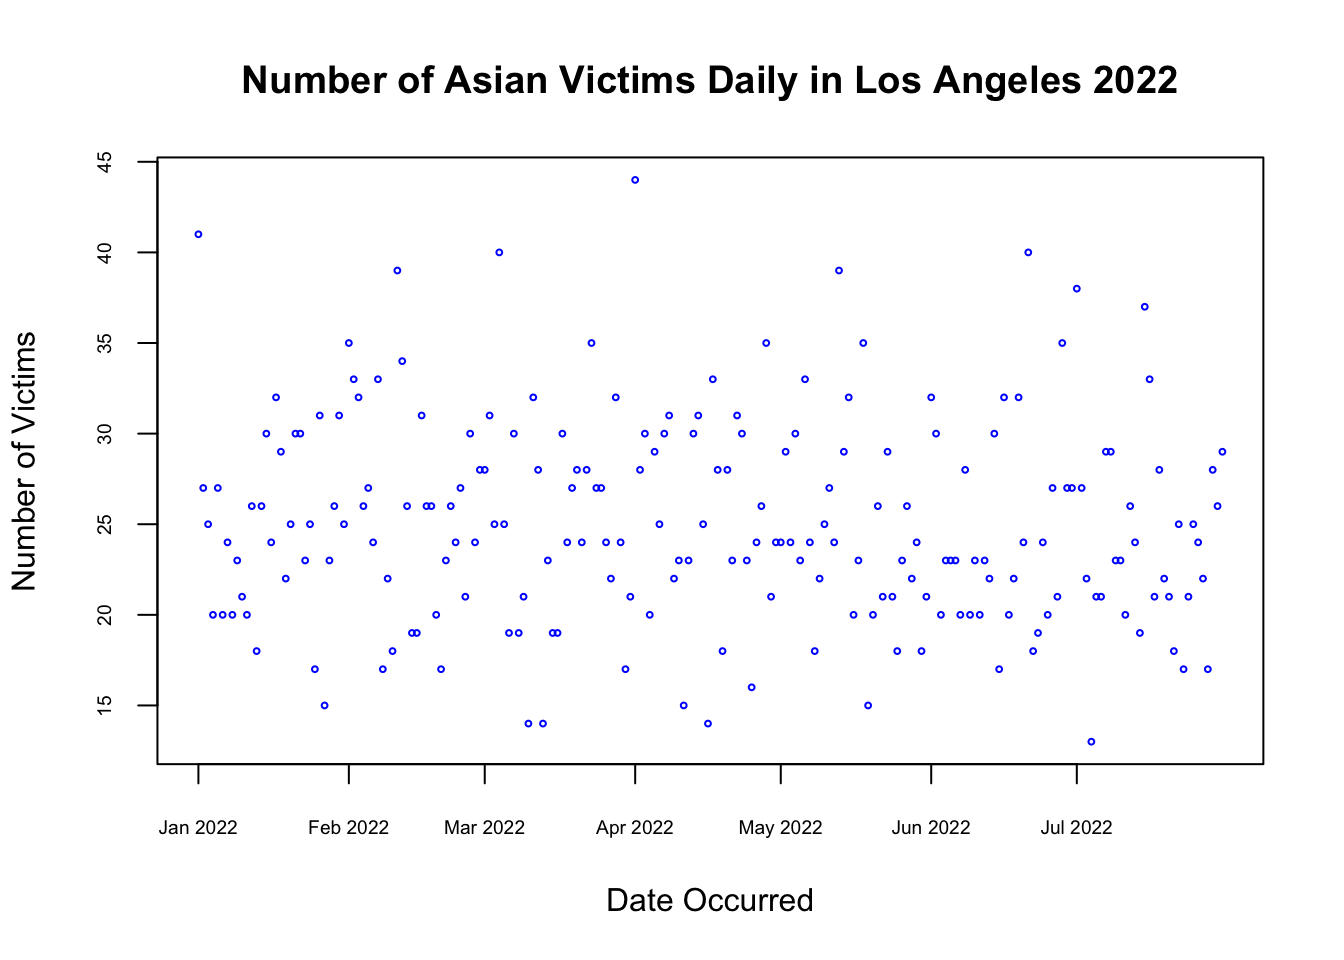 Number of Asian Victims Daily in Los Angeles 2022
45
40
35
30
25
20
15
Number of Victims
Jan 2022 Feb 2022 Mar 2022 Apr 2022 May 2022 Jun 2022 Jul 2022
Date Occurred